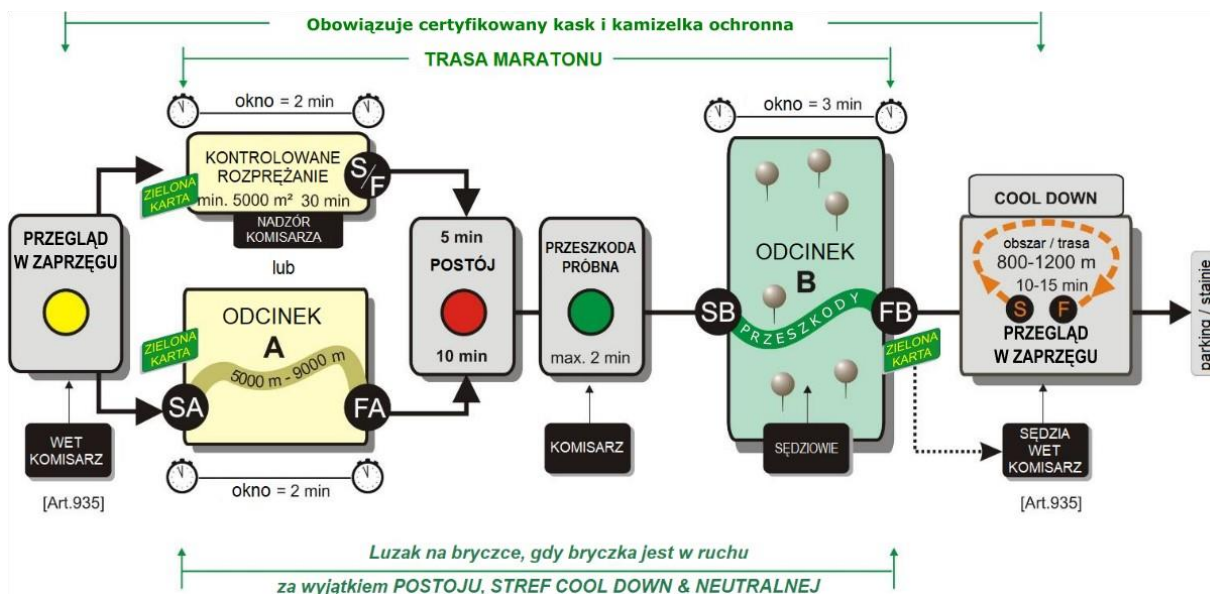 Obowiązuje certyfikowany kask i kamizelka ochronna
TRASA MARATONU
okno = 2 min
KONTROLOWANE
ROZPRĘŻANIE
min. 5000 m² 30 min
S/F
ZIELONA
KARTA
NADZÓR
KOMISARZA
lub
PRZEGLĄD
W ZAPRZĘGU
WET
KOMISARZ
[Art.935]
ZIELONA
KARTA
ODCINEK
A
5000 m - 9000 m
SA
FA
okno = 2 min
5 min
POSTÓJ
10 min
PRZESZKODA
PRÓBNA
max. 2 min
KOMISARZ
okno = 3 min
ODCINEK
B
SB
PRZESZKODY
FB
SĘDZIOWIE
ZIELONA
KARTA
COOL DOWN
obszar / trasa
800-1200 m
10-15 min
S
F
PRZEGLĄD
W ZAPRZĘGU
SĘDZIA
WET
KOMISARZ
[Art.935]
parking / stajnie
Luzak na bryczce, gdy bryczka jest w ruchu
za wyjątkiem POSTOJU, STREF COOL DOWN & NEUTRALNEJ